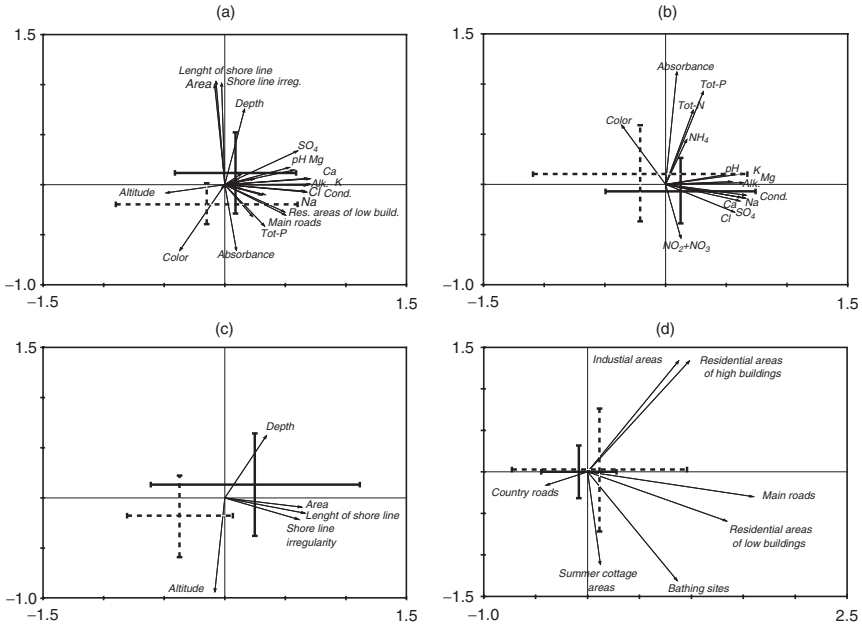 (a)
1.5
Lenght of shore line
Area
Shore line irreg.
Depth
SO4
pH Mg
Ca
Altitude
Alk. K
Cl Cond.
Na
Res. areas of low build.
Main roads
Tot-P
Color
Absorbance
−1.0
−1.5
1.5
(b)
1.5
Absorbance
Tot-P
Tot-N
Color
NH4
pH K
Mg
Alk.
Cond.
Ca Na
Cl SO4
NO2+NO3
−1.0
−1.5
1.5
(c)
1.5
Depth
Area
Lenght of shore line
Shore line
irregularity
Altitude
−1.0
−1.5
1.5
(d)
1.5
Industial areas
Residential areas
of high buildings
Country roads
Main roads
Residential areas
of low buildings
Summer cottage
areas
Bathing sites
−1.5
−1.0
2.5